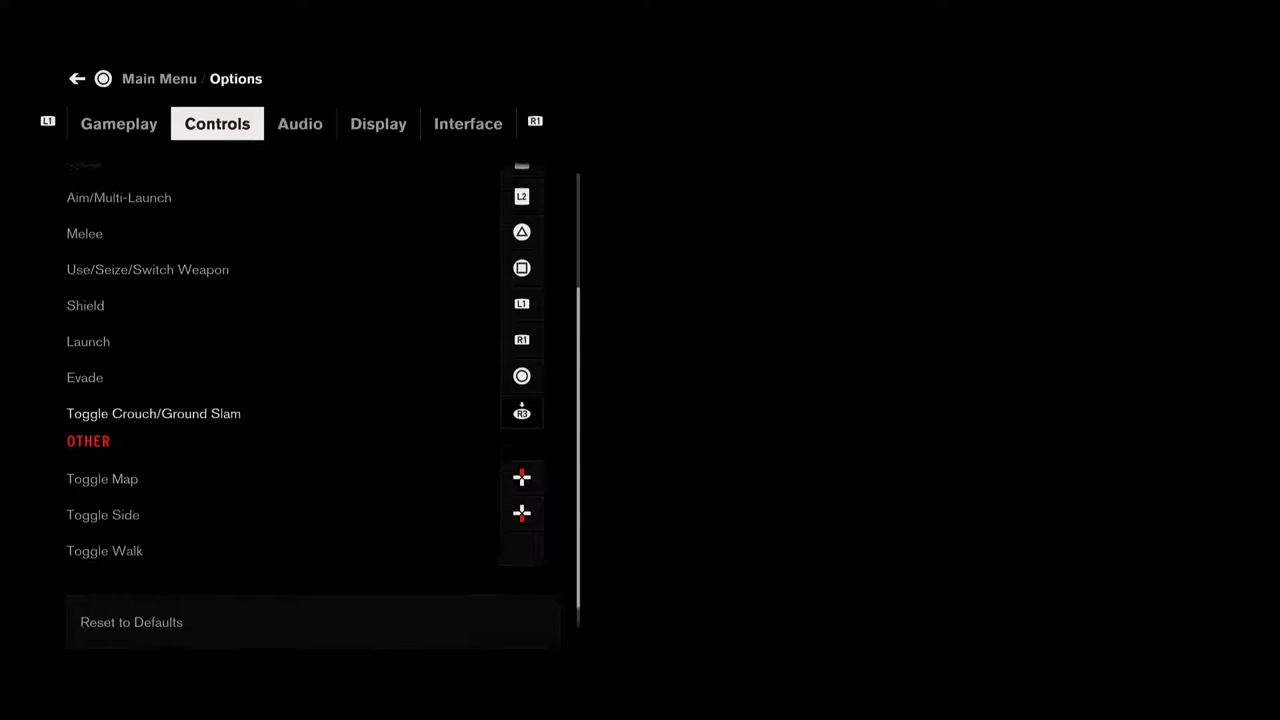 Main Menu / Options
L1 Gameplay Controls Audio Display Interface R1
Aim/Multi-Launch L2
Melee
Use/Seize/Switch Weapon
Shield L1
Launch R1
Evade
Toggle Crouch/Ground Slam R3
OTHER
Toggle Map
Toggle Side
Toggle Walk
Reset to Defaults